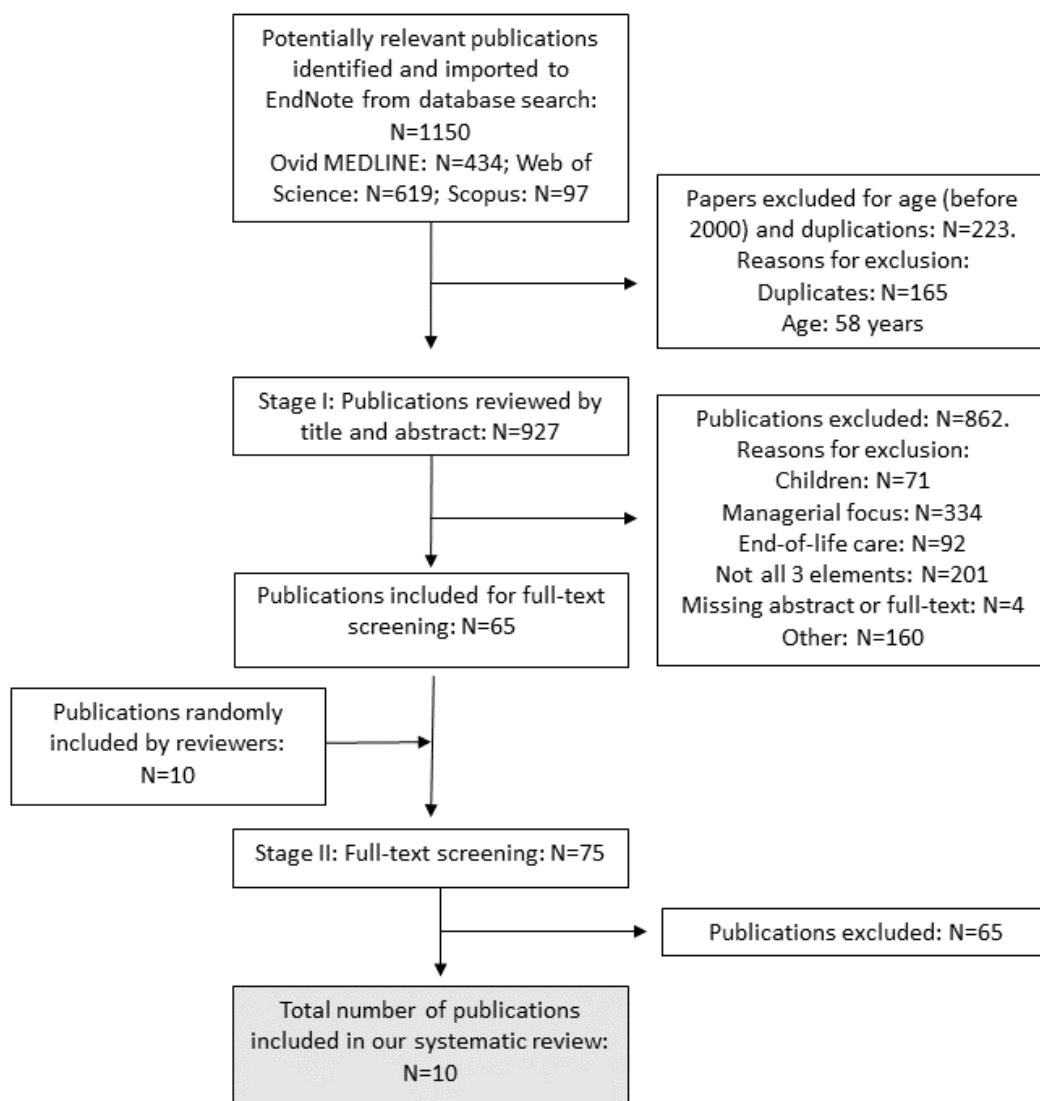 Potentially relevant publications
identified and imported to
EndNote from database search:
N=1150
Ovid MEDLINE: N=434; Web of
Science: N=619; Scopus: N=97
Papers excluded for age (before
2000) and duplications: N=223.
Reasons for exclusion:
Duplicates: N=165
Age: 58 years
Stage I: Publications reviewed by
title and abstract: N=927
Publications excluded: N=862.
Reasons for exclusion:
Children: N=71
Managerial focus: N=334
End-of-life care: N=92
Not all 3 elements: N=201
Missing abstract or full-text: N=4
Other: N=160
Publications included for full-text
screening: N=65
Publications randomly
included by reviewers:
N=10
Stage II: Full-text screening: N=75
Publications excluded: N=65
Total number of publications
included in our systematic review:
N=10